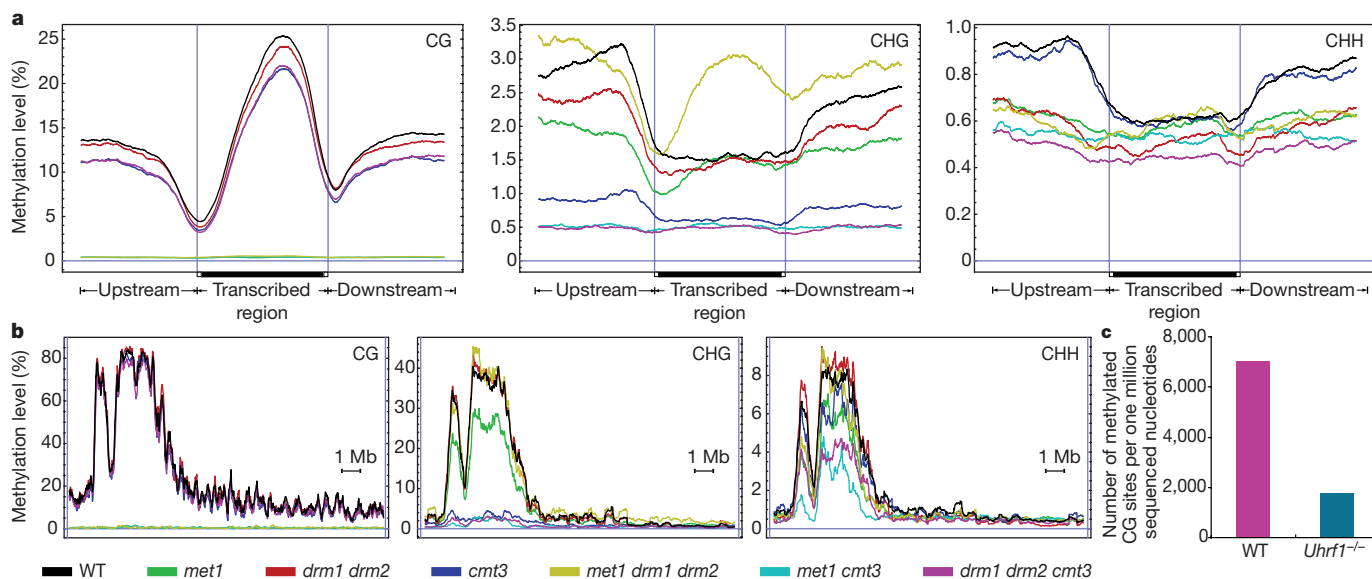 a
Methylation level (%)
25
20
15
10
5
0
CG
Upstream
Transcribed region
Downstream
3.5
3.0
2.5
2.0
1.5
1.0
0.5
0
CHG
Upstream
Transcribed region
Downstream
1.0
0.8
0.6
0.4
0.2
0
CHH
Upstream
Transcribed region
Downstream
b
Methylation level (%)
80
60
40
20
0
CG
1 Mb
40
30
20
10
0
CHG
1 Mb
8
6
4
2
0
CHH
1 Mb
c
Number of methylated
CG sites per one million
sequenced nucleotides
8,000
6,000
4,000
2,000
0
WT
Uhrf1–/–
WT
met1
drm1 drm2
cmt3
met1 drm1 drm2
met1 cmt3
drm1 drm2 cmt3